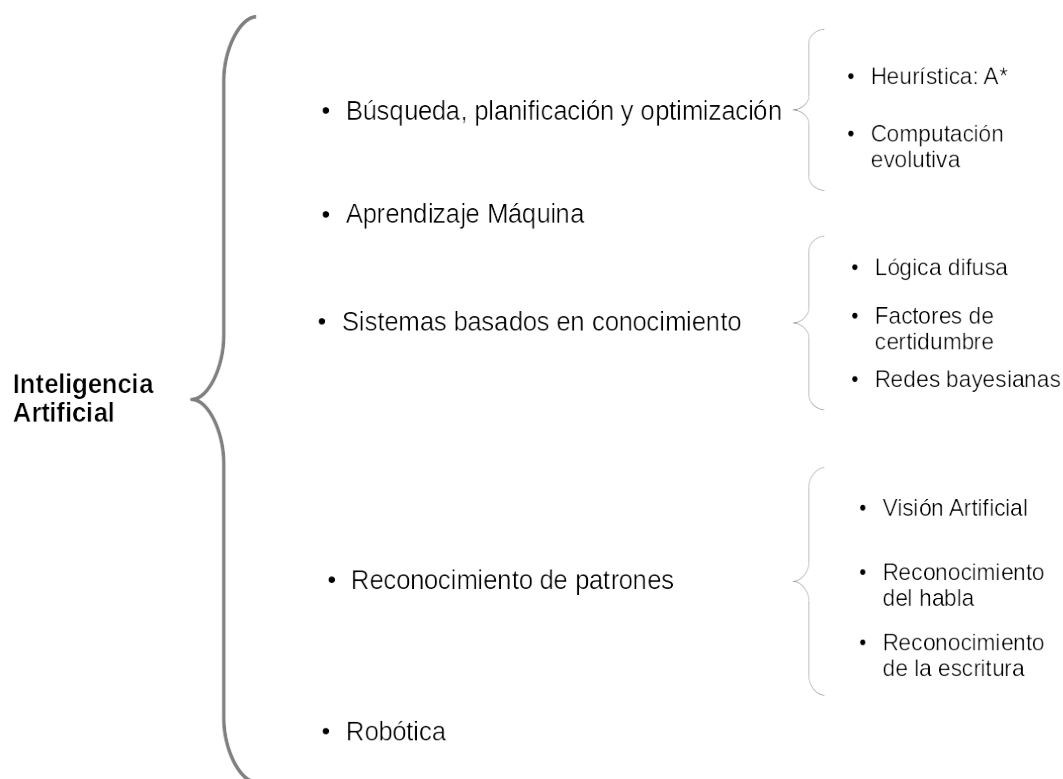 Inteligencia
Artificial
• Búsqueda, planificación y optimización
• Heurística: A*
• Computación
evolutiva
• Aprendizaje Máquina
• Sistemas basados en conocimiento
• Lógica difusa
• Factores de
certidumbre
• Redes bayesianas
• Reconocimiento de patrones
• Visión Artificial
• Reconocimiento
del habla
• Reconocimiento
de la escritura
• Robótica